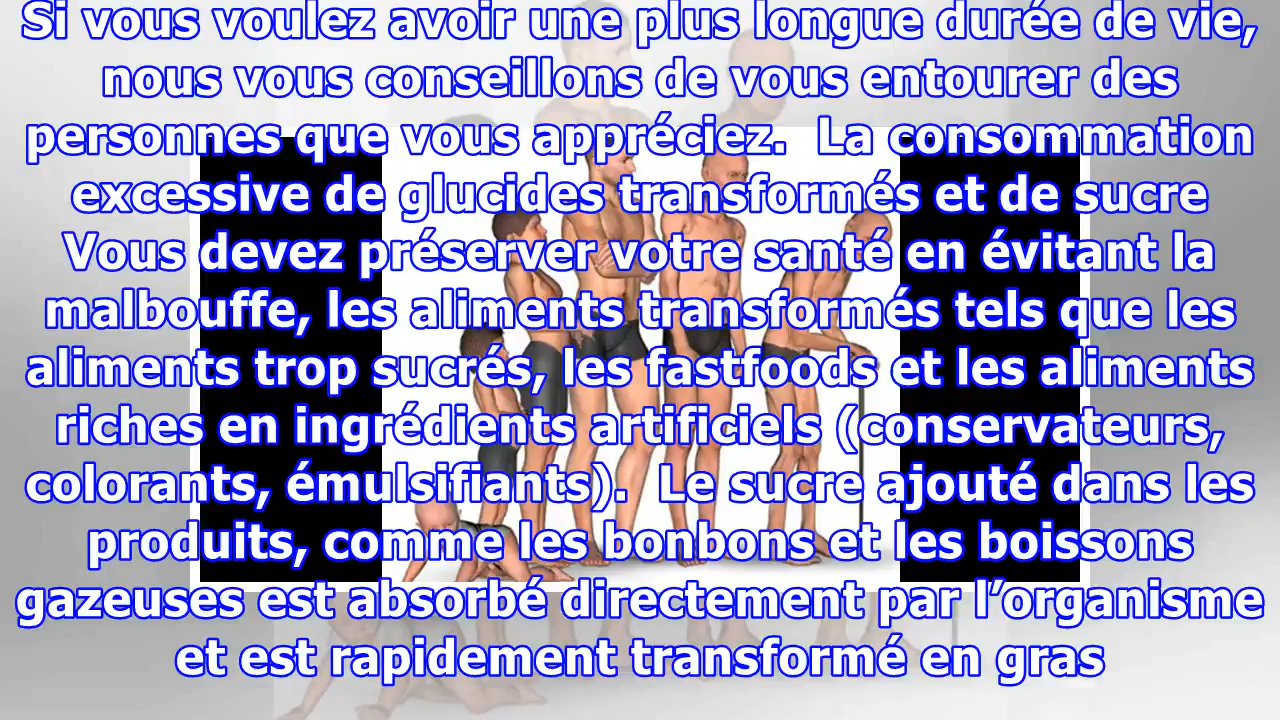 Si vous voulez avoir une plus longue durée de vie,
nous vous conseillons de vous entourer des
personnes que vous appréciez.  La consommation
excessive de glucides transformés et de sucre
Vous devez préserver votre santé en évitant la
malbouffe, les aliments transformés tels que les
aliments trop sucrés, les fastfoods et les aliments
riches en ingrédients artificiels (conservateurs,
colorants, émulsifiants).  Le sucre ajouté dans les
produits, comme les bonbons et les boissons
gazeuses est absorbé directement par l’organisme
et est rapidement transformé en gras